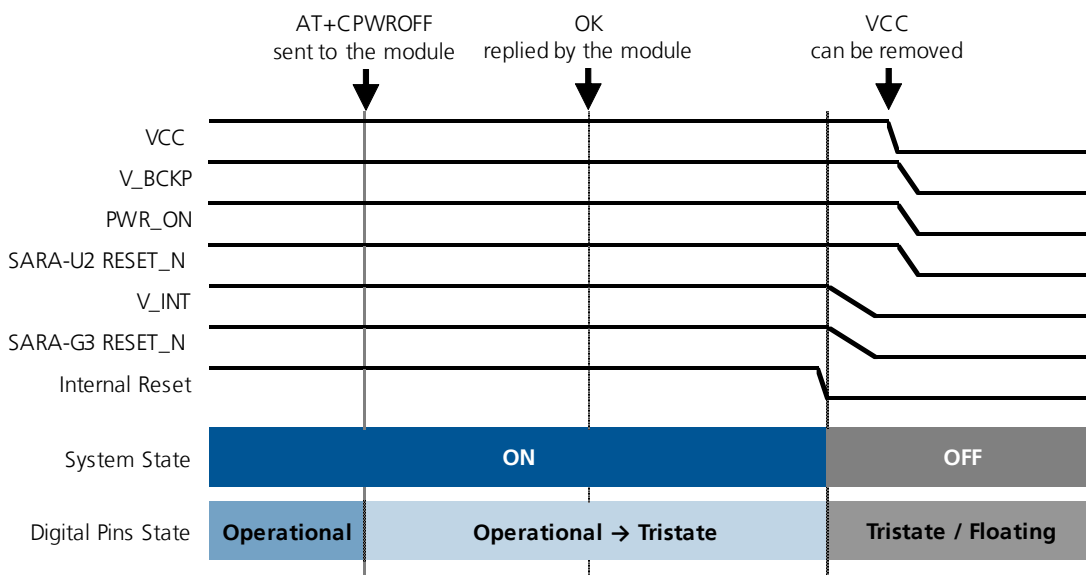 AT+CPWROFF
sent to the module
OK
replied by the module
VCC
can be removed
VCC
V_BCKP
PWR_ON
SARA-U2 RESET_N
V_INT
SARA-G3 RESET_N
Internal Reset
System State
ON
OFF
Digital Pins State
Operational
Operational → Tristate
Tristate / Floating